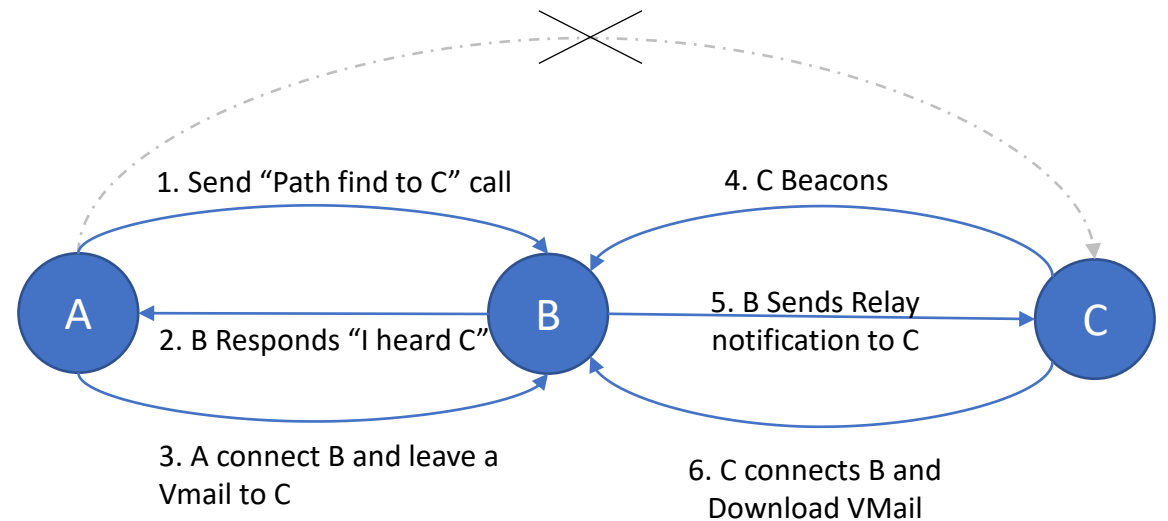 1. Send “Path find to C” call
4. C Beacons
A
B
C
2. B Responds “I heard C”
5. B Sends Relay
notification to C
3. A connect B and leave a
Vmail to C
6. C connects B and
Download VMail